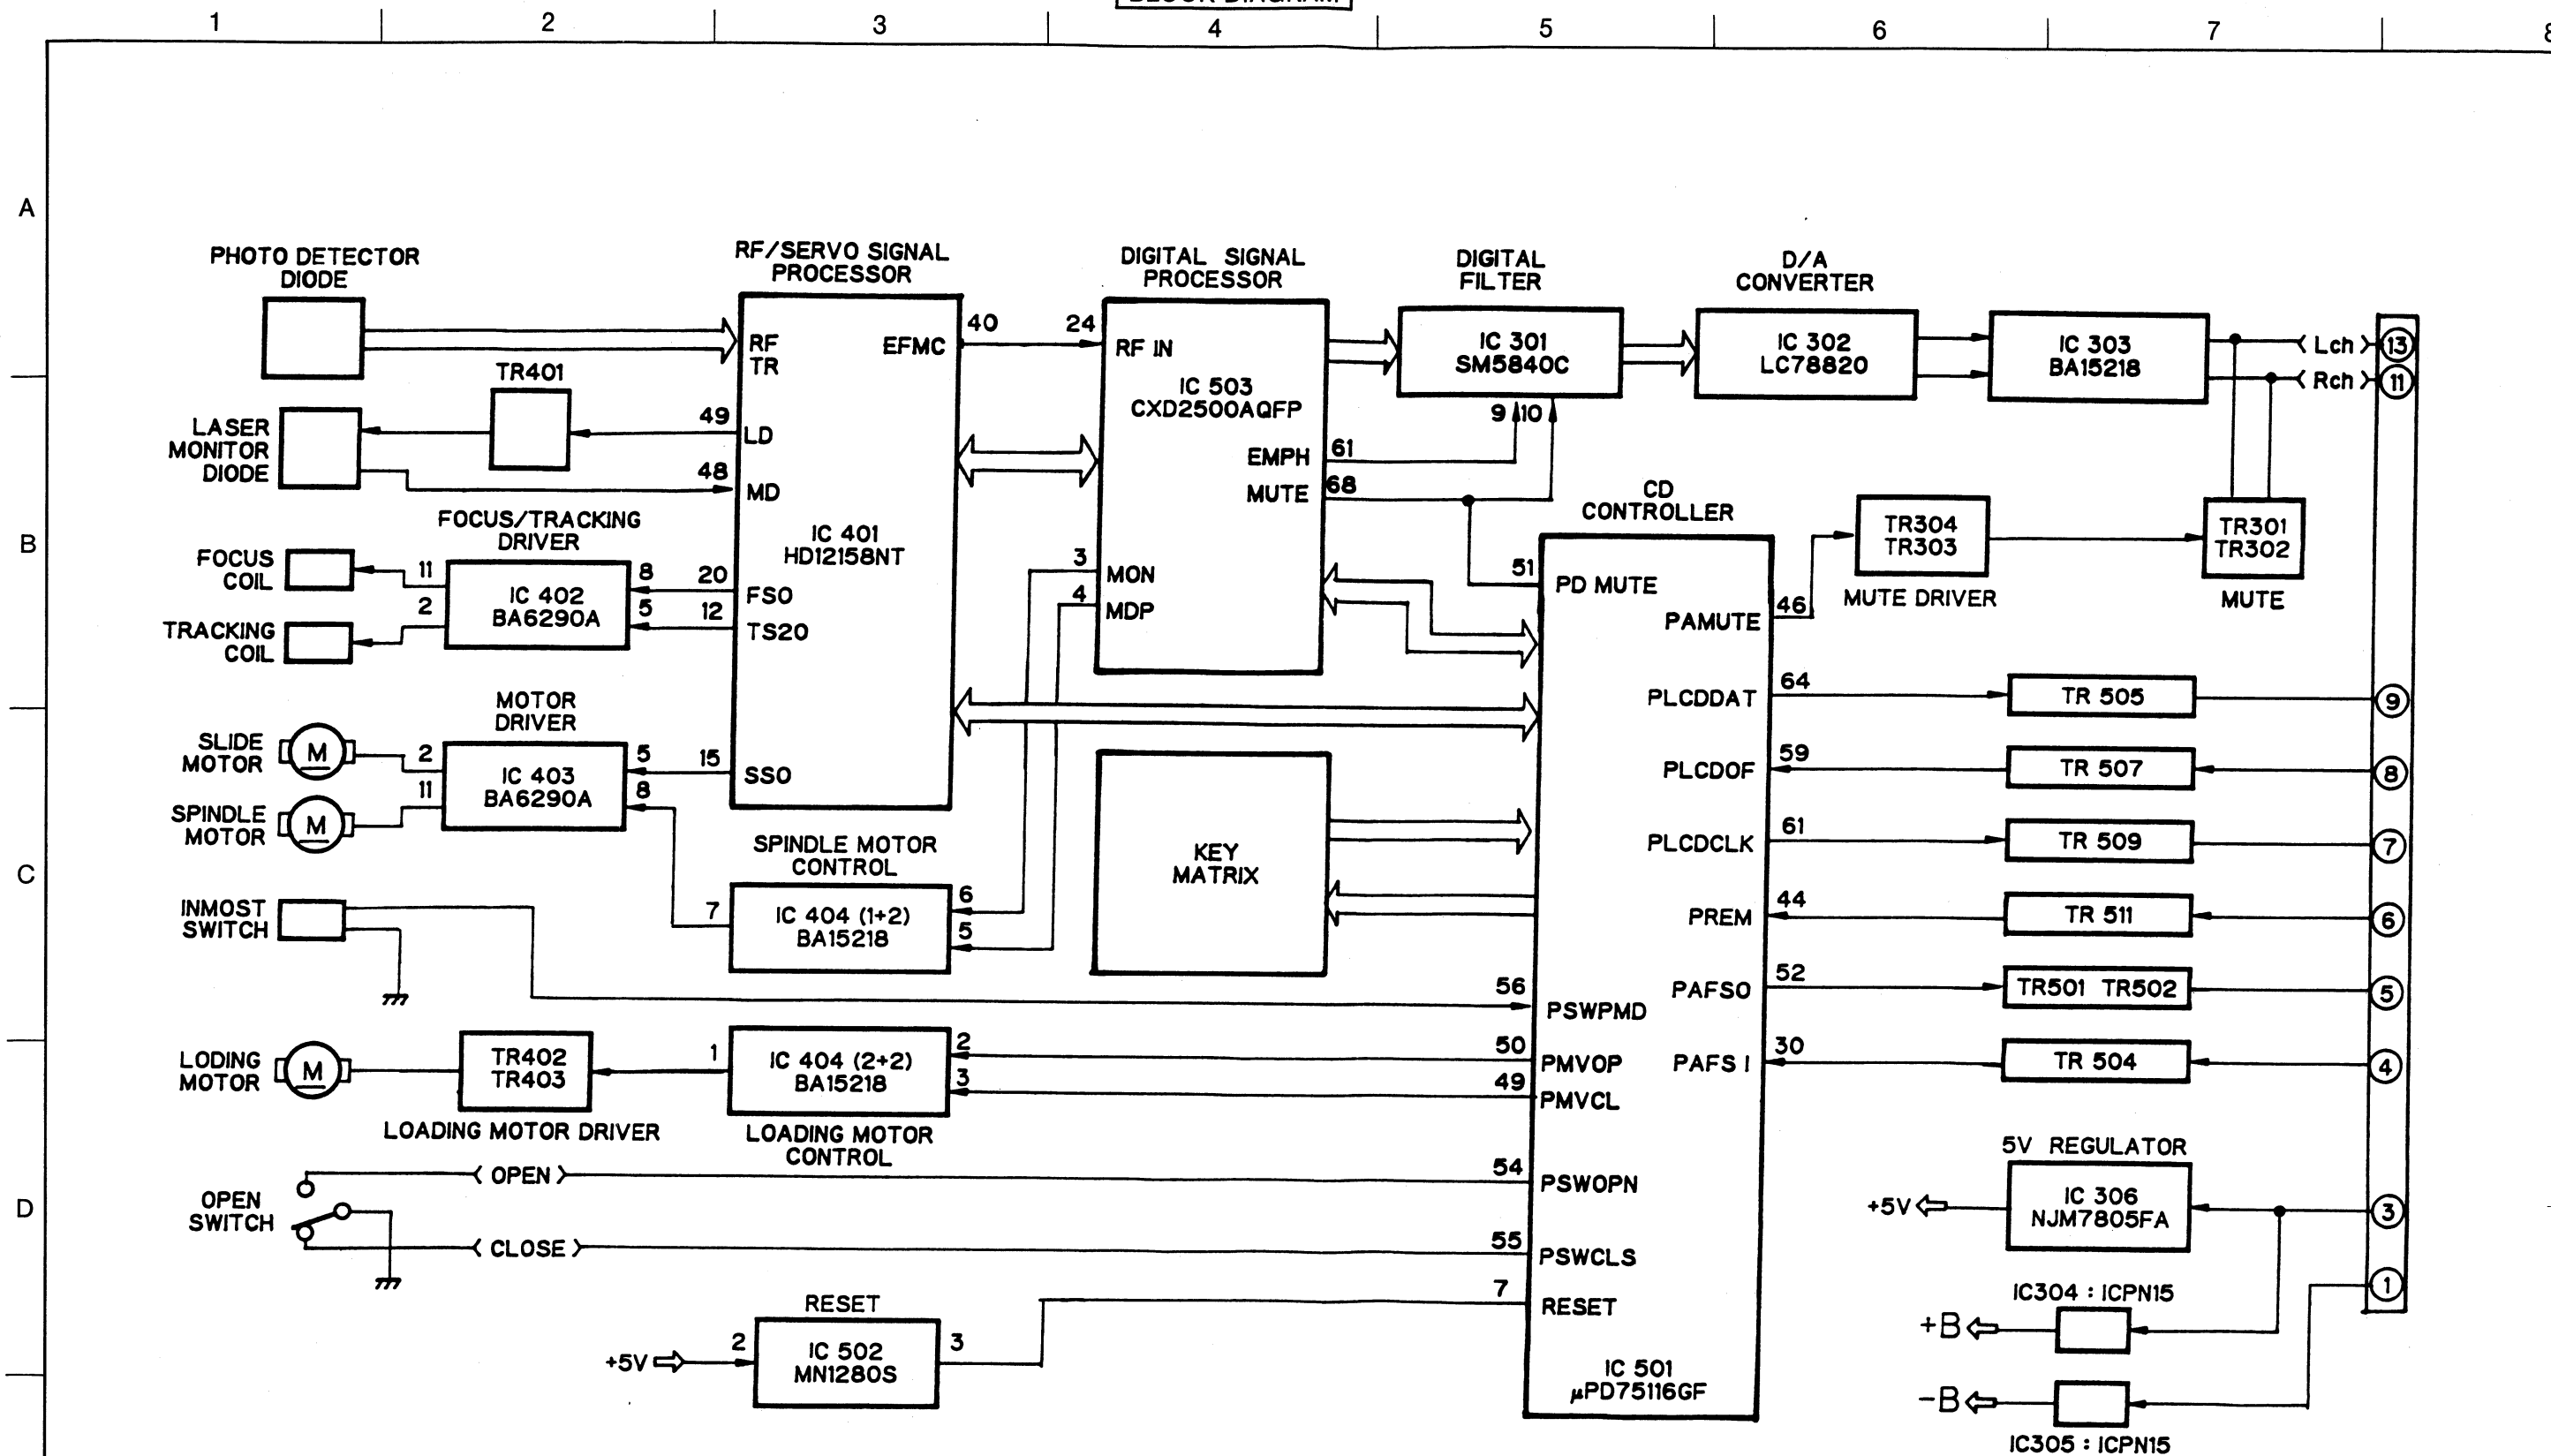 BLOCK DIAGRAM
1 2 3 4 5 6 7 8
A
B
C
D
PHOTO DETECTOR
DIODE
RF/SERVO SIGNAL
PROCESSOR
DIGITAL SIGNAL
PROCESSOR
DIGITAL
FILTER
D/A
CONVERTER
RF
TR
EFMC
40
24
RF IN
IC 503
CXD2500AQFP
IC 301
SM5840C
IC 302
LC78820
IC 303
BA15218
Lch
13
Rch
11
TR401
LASER
MONITOR
DIODE
49
LD
48
MD
9 10
EMPH
61
MUTE
68
IC 401
HD12158NT
FOCUS/TRACKING
DRIVER
FOCUS
COIL
TRACKING
COIL
11
2
IC 402
BA6290A
8
5
20
12
FSO
TS20
3
4
MON
MDP
CD
CONTROLLER
51
PD MUTE
PAMUTE
46
TR304
TR303
MUTE DRIVER
TR301
TR302
MUTE
MOTOR
DRIVER
SLIDE
MOTOR
M
SPINDLE
MOTOR
M
2
11
IC 403
BA6290A
5
8
15
SSO
PLCDDAT
64
TR 505
9
PLCDOF
59
TR 507
8
PLCDCLK
61
TR 509
7
PREM
44
TR 511
6
PAFSO
52
TR501 TR502
5
PAFS I
30
TR 504
4
SPINDLE MOTOR
CONTROL
7
IC 404 (1+2)
BA15218
6
5
KEY
MATRIX
INMOST
SWITCH
56
PSWPMD
LODING
MOTOR
M
TR402
TR403
LOADING MOTOR DRIVER
1
IC 404 (2+2)
BA15218
LOADING MOTOR
CONTROL
2
3
50
PMVOP
49
PMVCL
OPEN
SWITCH
OPEN
54
PSWOPN
CLOSE
55
PSWCLS
7
RESET
RESET
+5V
2
IC 502
MN1280S
3
IC 501
μPD75116GF
5V REGULATOR
+5V
IC 306
NJM7805FA
3
1
IC304 : ICPN15
+B
-B
IC305 : ICPN15